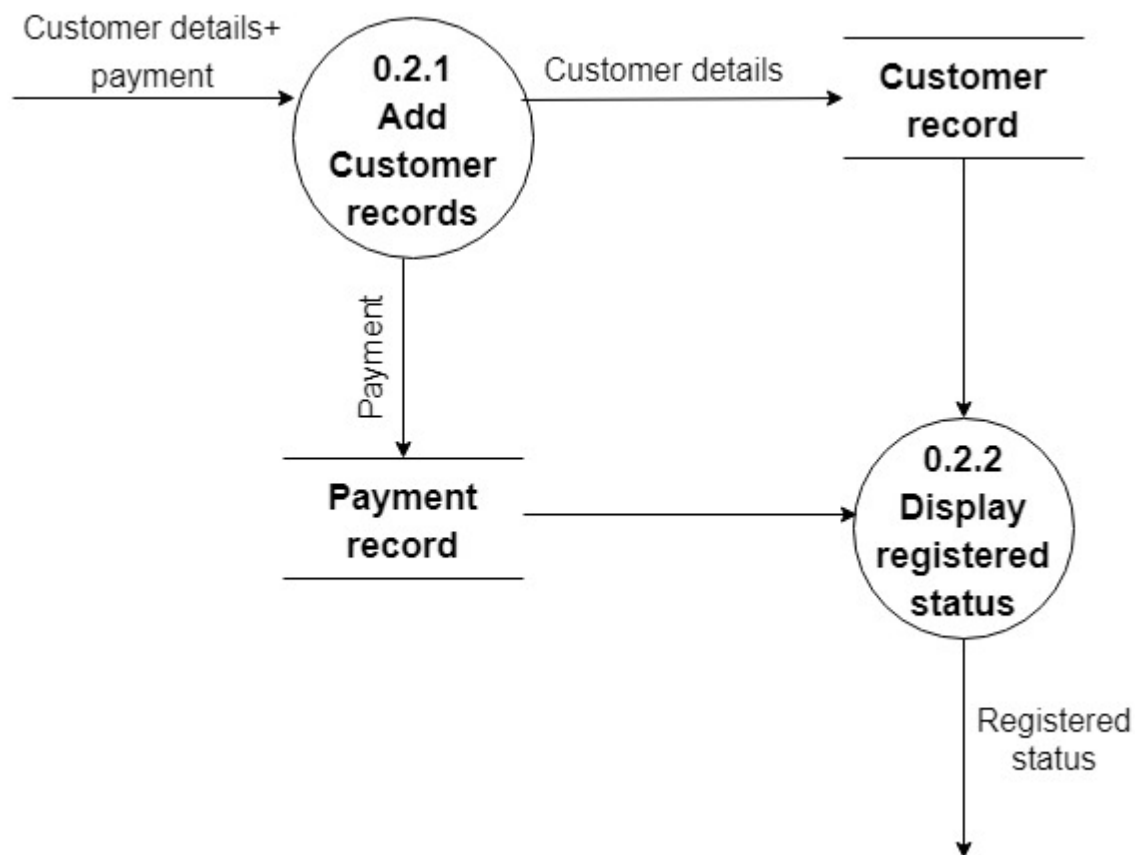 Customer details+
payment
0.2.1
Add
Customer
records
Customer details
Customer
record
Payment
Payment
record
0.2.2
Display
registered
status
Registered
status